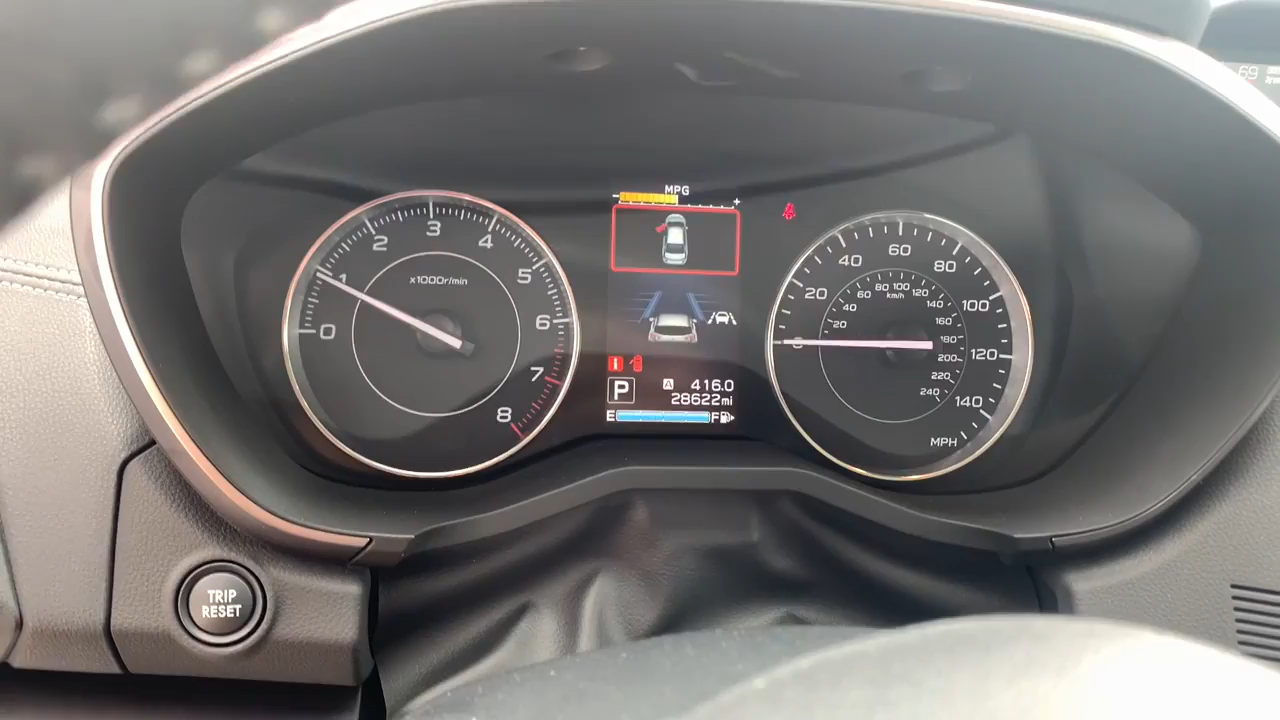 MPG
- +
0 1 2 3 4 5 6 7 8
x1000r/min
0 20 40 60 80 100 120 140
MPH
20 40 60 80 100 120 140 160 180 200 220 240
km/h
i
P A 416.0
28622mi
E F
TRIP
RESET
69